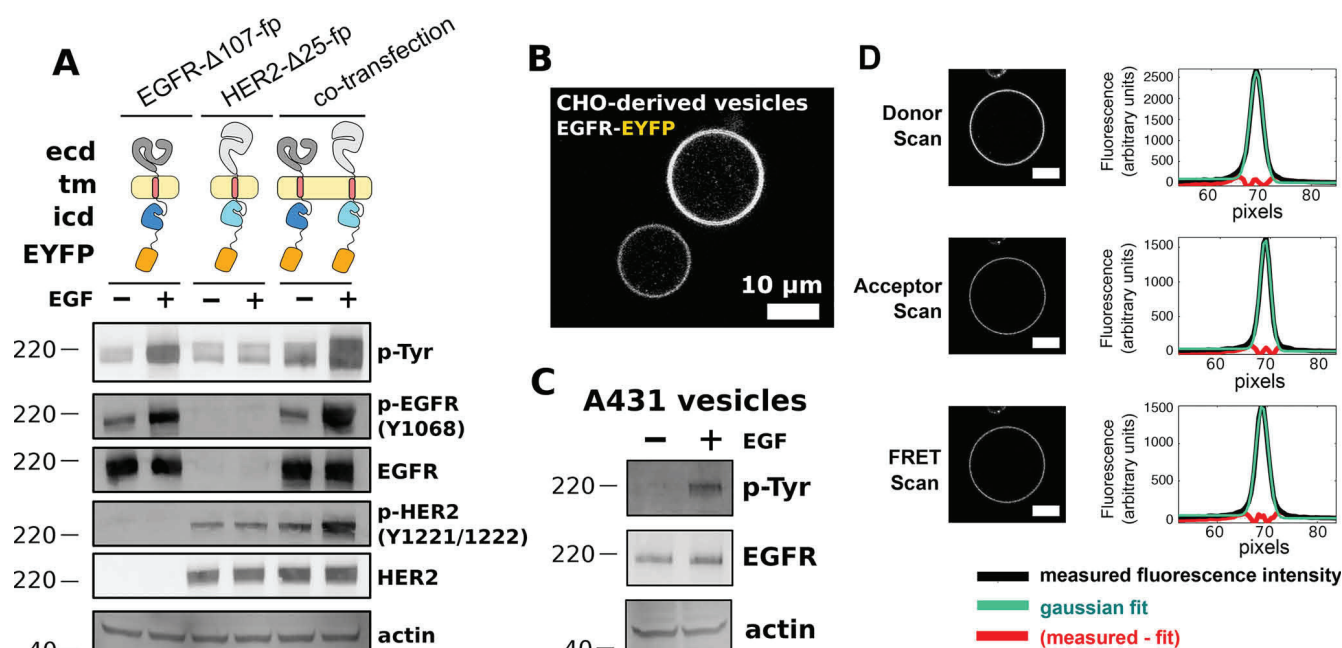 A
EGFR-Δ107-fp
HER2-Δ25-fp
co-transfection
ecd
tm
icd
EYFP
EGF − + − + − +
220 p-Tyr
220 p-EGFR
(Y1068)
220 EGFR
220 p-HER2
(Y1221/1222)
220 HER2
actin
40
B
CHO-derived vesicles
EGFR-EYFP
10 µm
C
A431 vesicles
− + EGF
220 p-Tyr
220 EGFR
actin
40
D
Donor
Scan
Fluorescence
(arbitrary units)
2500
2000
1500
1000
500
0
60 70 80
pixels
Acceptor
Scan
Fluorescence
(arbitrary units)
1500
1000
500
0
60 70 80
pixels
FRET
Scan
Fluorescence
(arbitrary units)
1500
1000
500
0
60 70 80
pixels
measured fluorescence intensity
gaussian fit
(measured - fit)